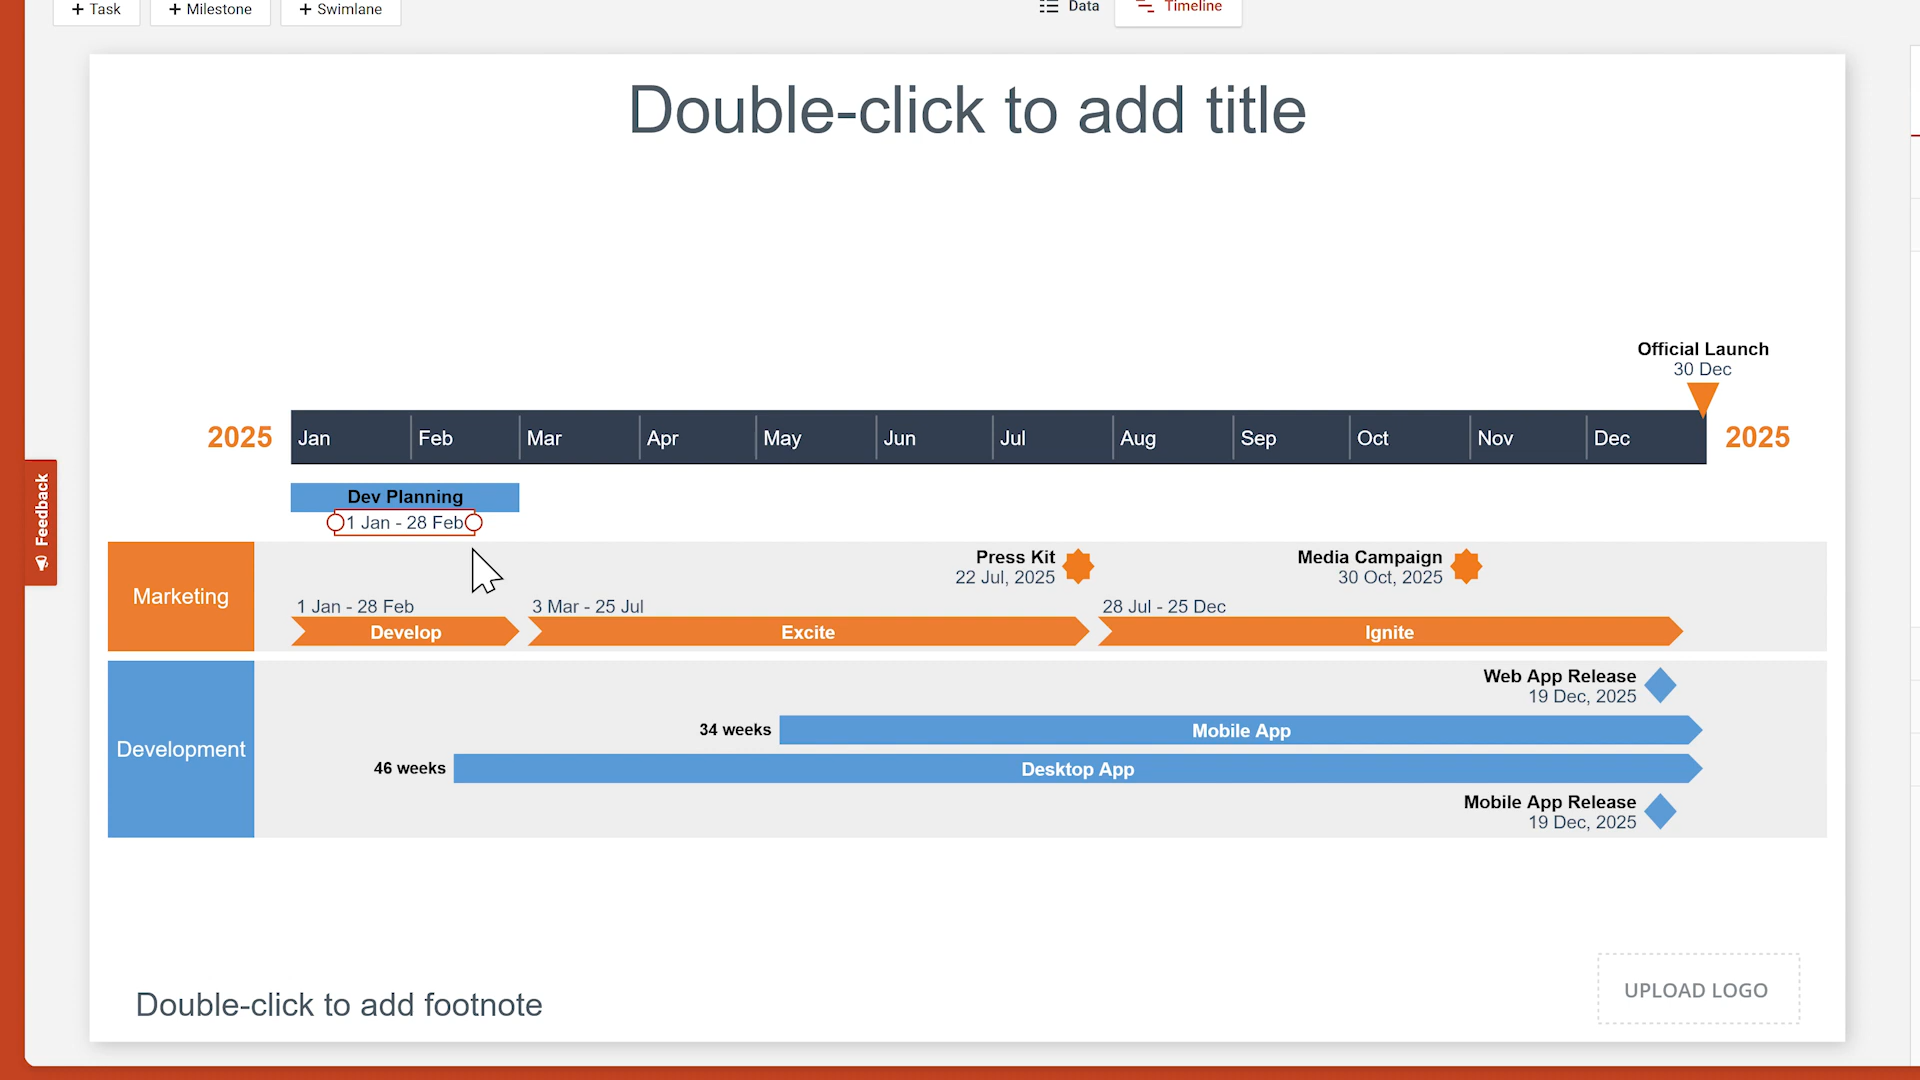 + Task
+ Milestone
+ Swimlane
Data
Timeline
Double-click to add title
Official Launch
30 Dec
2025
Jan
Feb
Mar
Apr
May
Jun
Jul
Aug
Sep
Oct
Nov
Dec
2025
Dev Planning
1 Jan - 28 Feb
Feedback
Marketing
Press Kit
22 Jul, 2025
Media Campaign
30 Oct, 2025
1 Jan - 28 Feb
3 Mar - 25 Jul
28 Jul - 25 Dec
Develop
Excite
Ignite
Development
Web App Release
19 Dec, 2025
34 weeks
Mobile App
46 weeks
Desktop App
Mobile App Release
19 Dec, 2025
Double-click to add footnote
UPLOAD LOGO